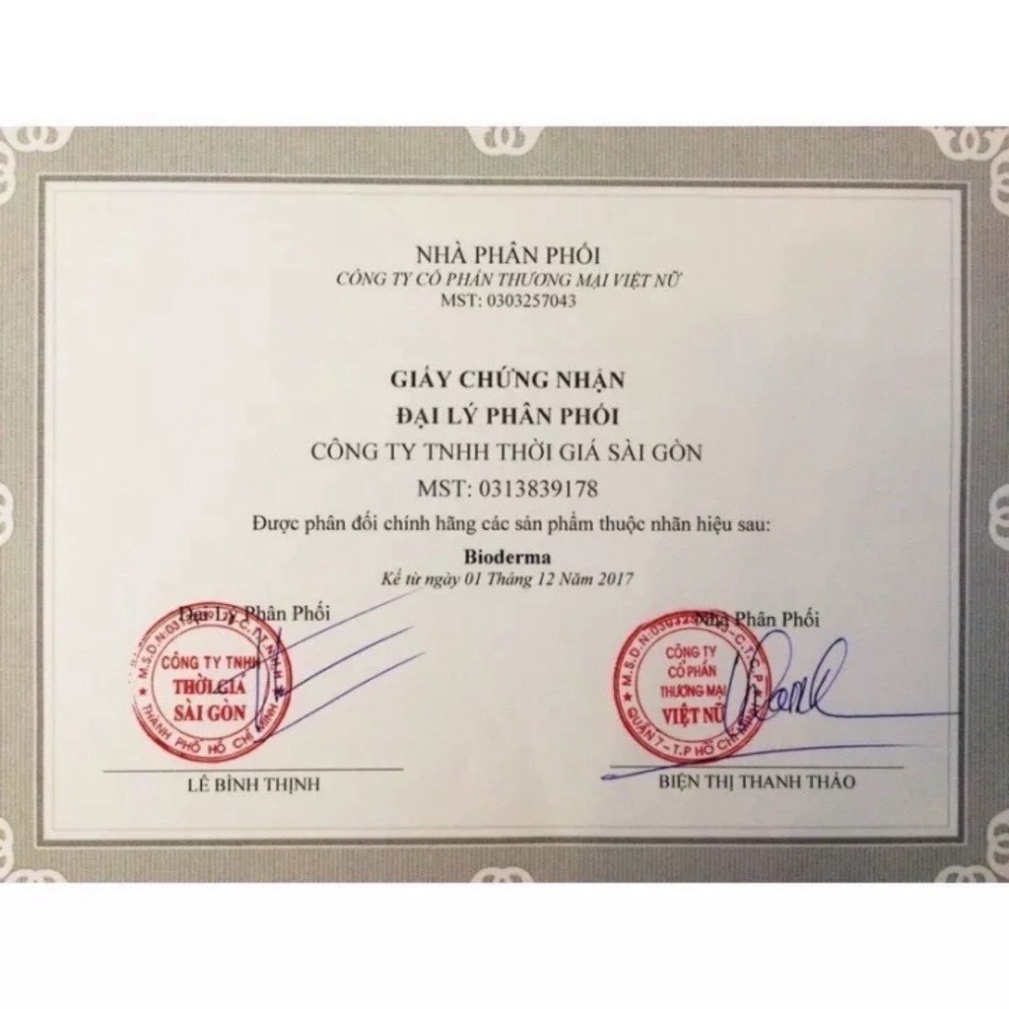 NHÀ PHÂN PHỐI
CÔNG TY CỔ PHẦN THƯƠNG MẠI VIỆT NỮ
MST: 0303257043
GIẤY CHỨNG NHẬN
ĐẠI LÝ PHÂN PHỐI
CÔNG TY TNHH THỜI GIÁ SÀI GÒN
MST: 0313839178
Được phân đối chính hãng các sản phẩm thuộc nhãn hiệu sau:
Bioderma
Kể từ ngày 01 Tháng 12 Năm 2017
Đại Lý Phân Phối
CÔNG TY TNHH
THỜI GIÁ
SÀI GÒN
THÀNH PHỐ HỒ CHÍ MINH
LÊ BÌNH THỊNH
Nhà Phân Phối
CÔNG TY
CỔ PHẦN
THƯƠNG MẠI
VIỆT NỮ
QUẬN 7 - T.P HỒ CHÍ MINH
BIỆN THỊ THANH THẢO